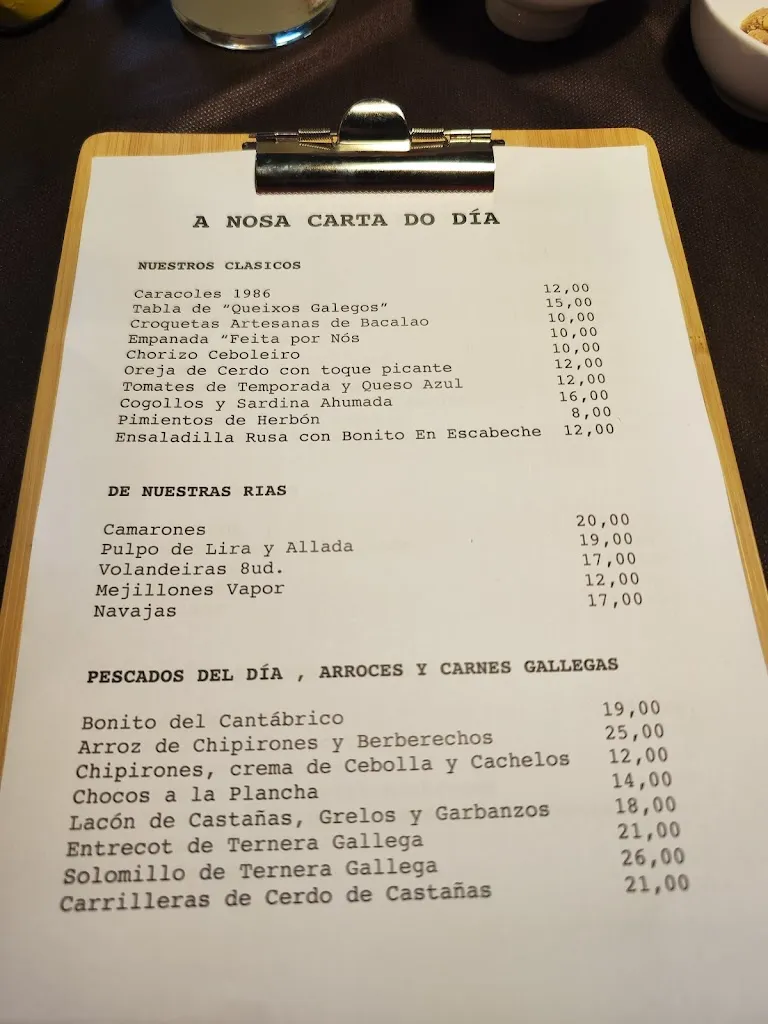 A NOSA CARTA DO DÍA
NUESTROS CLASICOS
Caracoles 1986 12,00
Tabla de “Queixos Galegos” 15,00
Croquetas Artesanas de Bacalao 10,00
Empanada “Feita por Nós 10,00
Chorizo Ceboleiro 10,00
Oreja de Cerdo con toque picante 12,00
Tomates de Temporada y Queso Azul 12,00
Cogollos y Sardina Ahumada 16,00
Pimientos de Herbón 8,00
Ensaladilla Rusa con Bonito En Escabeche 12,00
DE NUESTRAS RIAS
Camarones 20,00
Pulpo de Lira y Allada 19,00
Volandeiras 8ud. 17,00
Mejillones Vapor 12,00
Navajas 17,00
PESCADOS DEL DÍA , ARROCES Y CARNES GALLEGAS
Bonito del Cantábrico 19,00
Arroz de Chipirones y Berberechos 25,00
Chipirones, crema de Cebolla y Cachelos 12,00
Chocos a la Plancha 14,00
Lacón de Castañas, Grelos y Garbanzos 18,00
Entrecot de Ternera Gallega 21,00
Solomillo de Ternera Gallega 26,00
Carrilleras de Cerdo de Castañas 21,00